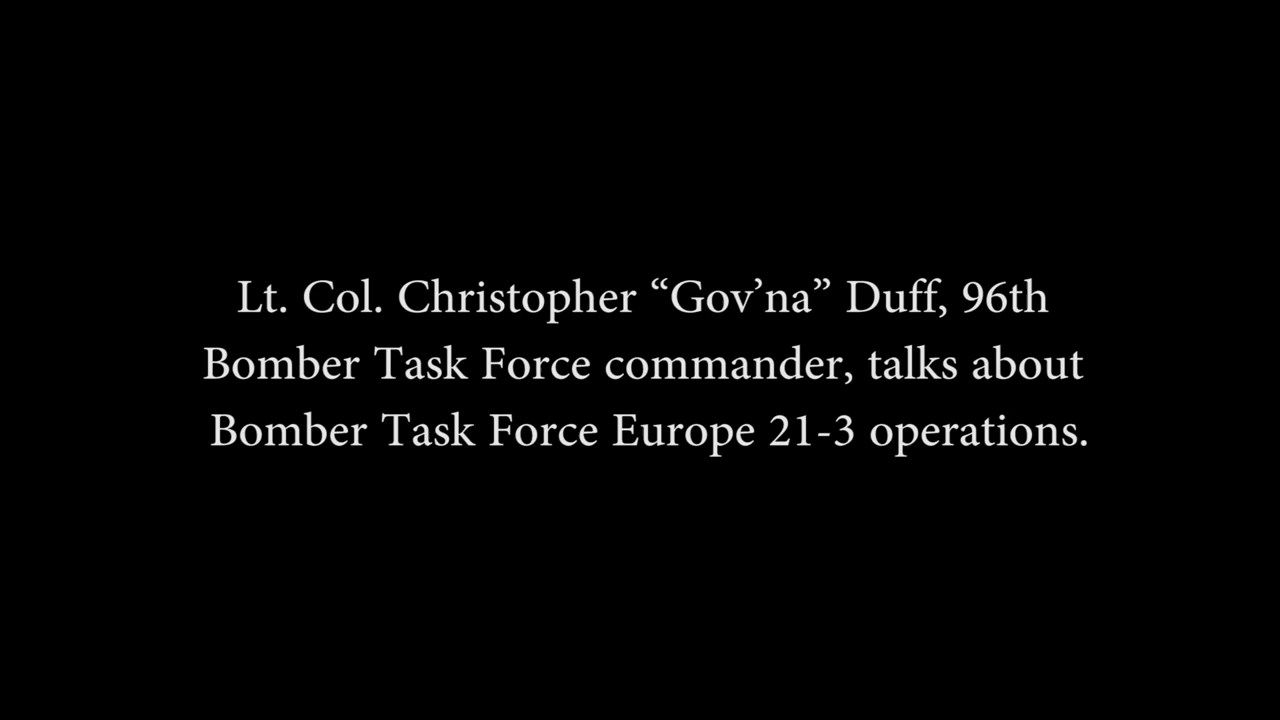 Lt. Col. Christopher “Gov’na” Duff, 96th
Bomber Task Force commander, talks about
Bomber Task Force Europe 21-3 operations.